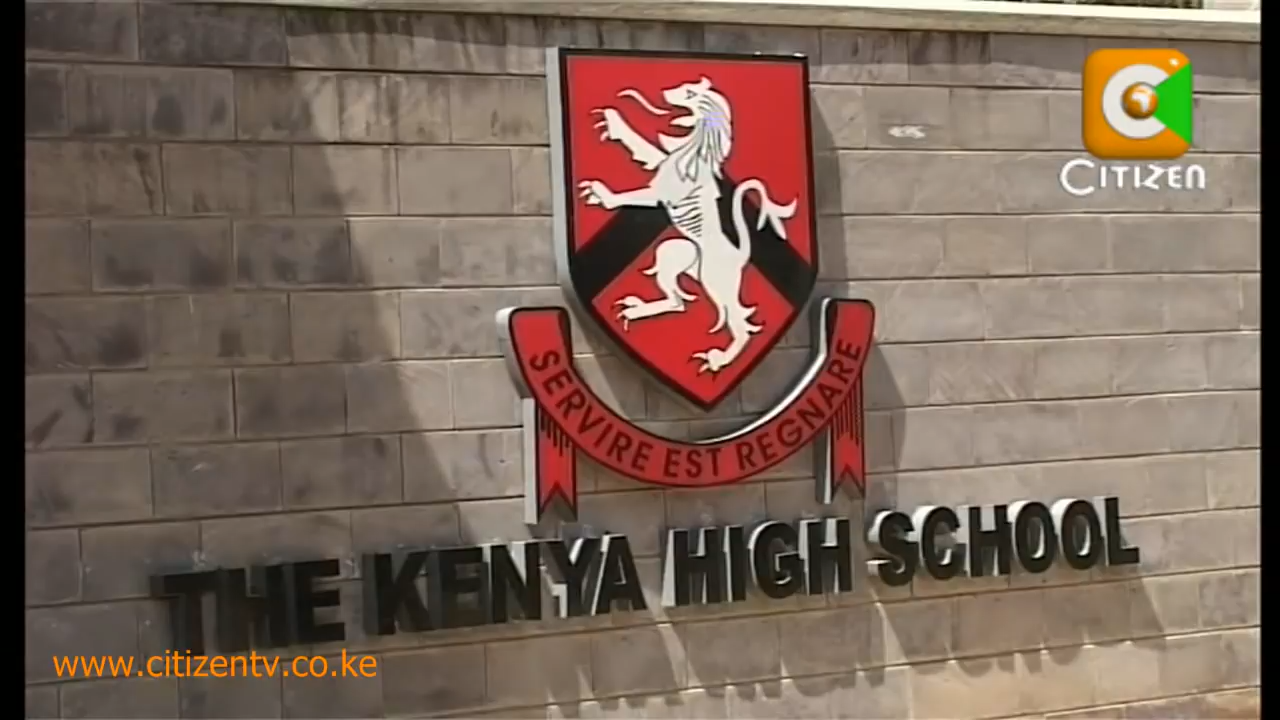 CITIZEN
SERVIRE EST REGNARE
THE KENYA HIGH SCHOOL
www.citizentv.co.ke